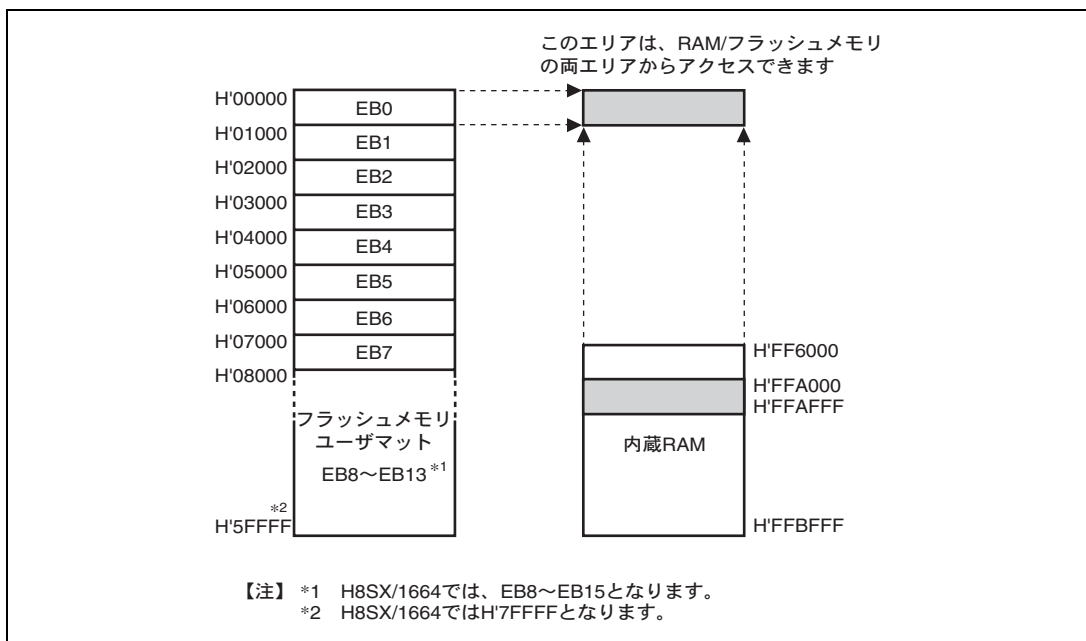 このエリアは、RAM/フラッシュメモリ
の両エリアからアクセスできます
H'00000
EB0
H'01000
EB1
H'02000
EB2
H'03000
EB3
H'04000
EB4
H'05000
EB5
H'06000
EB6
H'07000
EB7
H'08000
フラッシュメモリ
ユーザマット
EB8～EB13*1
*2
H'5FFFF
H'FF6000
H'FFA000
H'FFAFFF
内蔵RAM
H'FFBFFF
【注】 *1 H8SX/1664では、EB8～EB15となります。
*2 H8SX/1664ではH'7FFFFとなります。